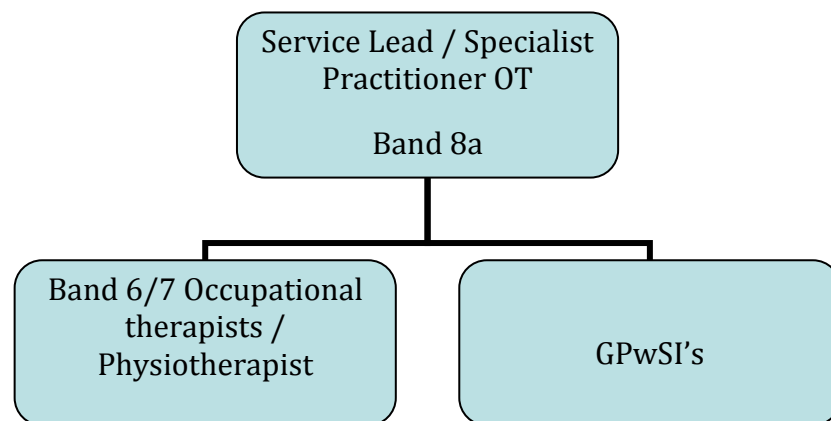 Service Lead / Specialist
Practitioner OT
Band 8a
Band 6/7 Occupational
therapists /
Physiotherapist
GPwSI’s